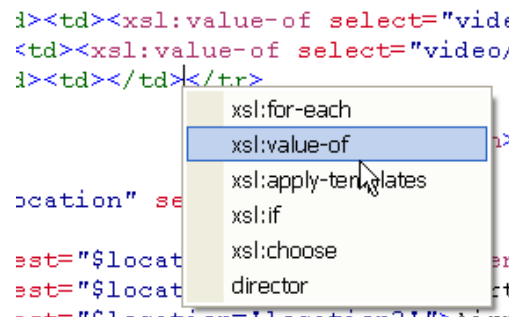 d><td><xsl:value-of select="vide
<td><xsl:value-of select="video/
d><td></td></tr>
xsl:for-each
xsl:value-of
xsl:apply-templates
xsl:if
xsl:choose
director
ocation" se
est="$locat
est="$locat